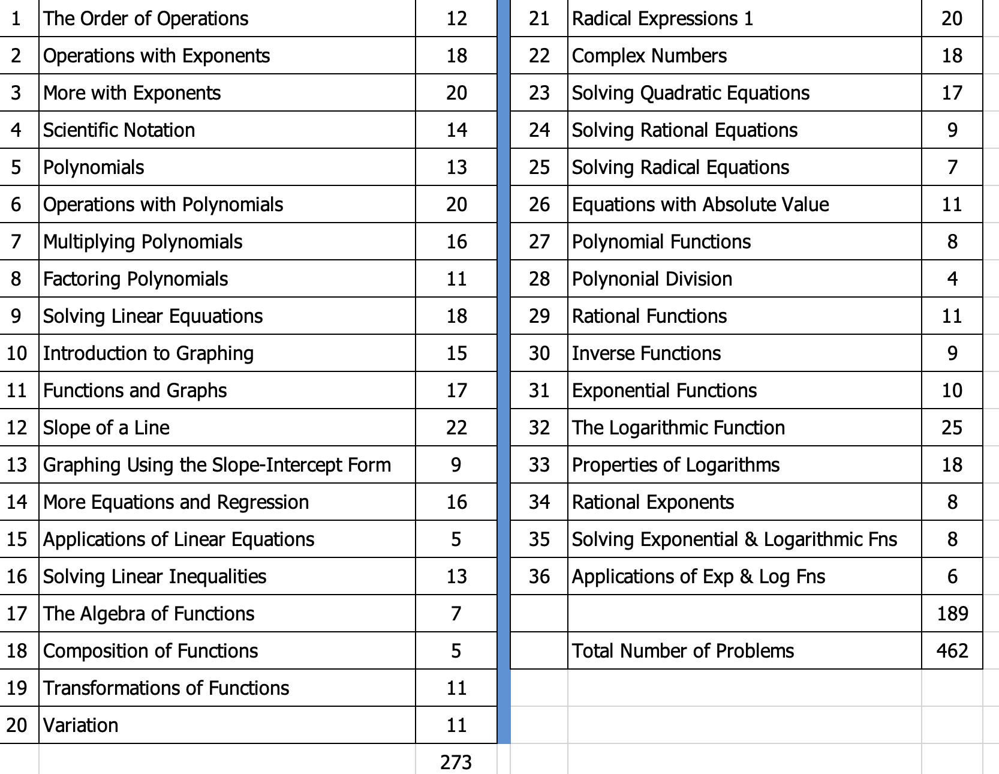 1 The Order of Operations 12
2 Operations with Exponents 18
3 More with Exponents 20
4 Scientific Notation 14
5 Polynomials 13
6 Operations with Polynomials 20
7 Multiplying Polynomials 16
8 Factoring Polynomials 11
9 Solving Linear Equuations 18
10 Introduction to Graphing 15
11 Functions and Graphs 17
12 Slope of a Line 22
13 Graphing Using the Slope-Intercept Form 9
14 More Equations and Regression 16
15 Applications of Linear Equations 5
16 Solving Linear Inequalities 13
17 The Algebra of Functions 7
18 Composition of Functions 5
19 Transformations of Functions 11
20 Variation 11
273
21 Radical Expressions 1 20
22 Complex Numbers 18
23 Solving Quadratic Equations 17
24 Solving Rational Equations 9
25 Solving Radical Equations 7
26 Equations with Absolute Value 11
27 Polynomial Functions 8
28 Polynonial Division 4
29 Rational Functions 11
30 Inverse Functions 9
31 Exponential Functions 10
32 The Logarithmic Function 25
33 Properties of Logarithms 18
34 Rational Exponents 8
35 Solving Exponential & Logarithmic Fns 8
36 Applications of Exp & Log Fns 6
189
Total Number of Problems 462